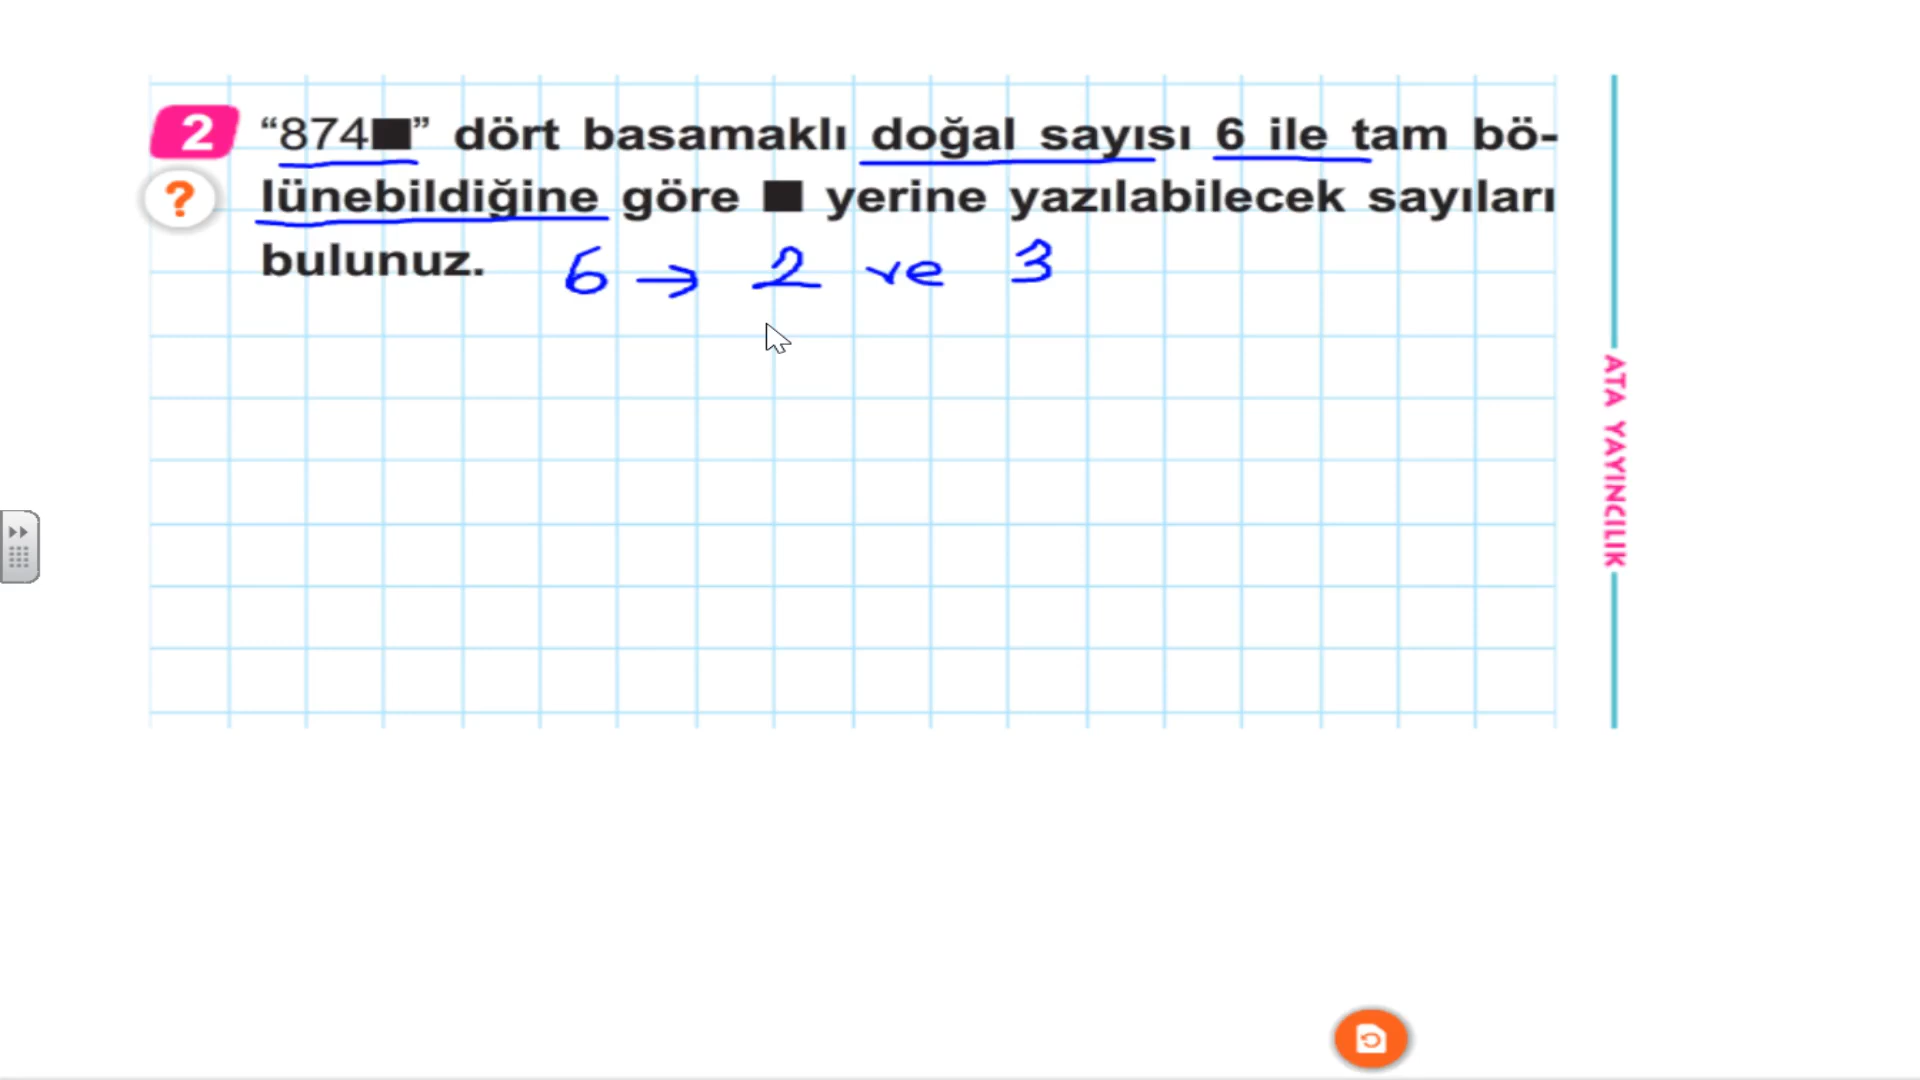 2 “874■” dört basamaklı doğal sayısı 6 ile tam bö-
? lünebildiğine göre ■ yerine yazılabilecek sayıları
bulunuz. 6 → 2 ve 3
ATA YAYINCILIK